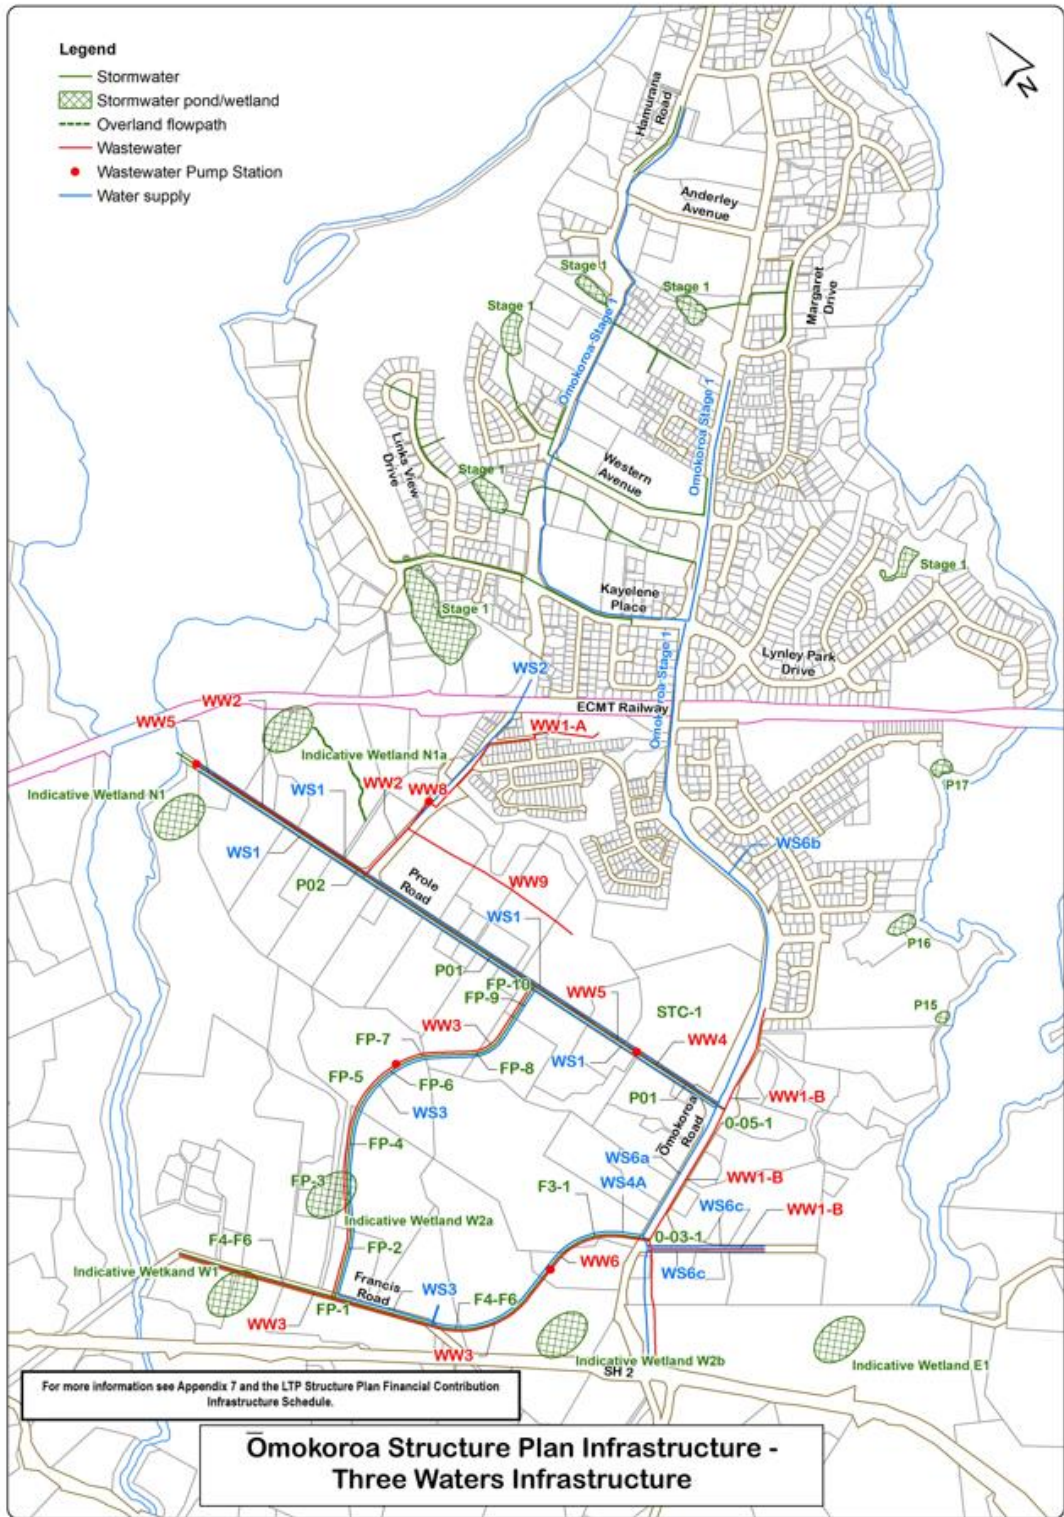 Legend
Stormwater
Stormwater pond/wetland
Overland flowpath
Wastewater
Wastewater Pump Station
Water supply
N
Hamurana
Road
Anderley
Avenue
Margaret
Drive
Stage 1
Stage 1
Stage 1
Ōmokoroa-Stage 1
Omokoroa Stage 1
Links View
Drive
Stage 1
Western
Avenue
Stage 1
Kayelene
Place
Stage 1
Lynley Park
Drive
Omokoroa-Stage 1
WS2
ECMT Railway
WW2
WW5
WW1-A
Indicative Wetland N1a
Indicative Wetland N1
WS1
WW2
WW8
P17
WS1
WS6b
P02
Prole
Road
WW9
WS1
P16
P01
FP-10
FP-9
WW5
STC-1
P15
WW3
FP-7
WW4
WS1
FP-8
FP-5
FP-6
P01
WW1-B
WS3
Ōmokoroa
Road
0-05-1
FP-4
WS6a
WS4A
FP-3
F3-1
WW1-B
WS6c
WW1-B
Indicative Wetland W2a
F4-F6
FP-2
0-03-1
WW6
WS6c
Indicative Wetkand W1
Francis
Road
WS3
FP-1
F4-F6
WW3
WW3
Indicative Wetland W2b
Indicative Wetland E1
SH 2
For more information see Appendix 7 and the LTP Structure Plan Financial Contribution
Infrastructure Schedule.
Ōmokoroa Structure Plan Infrastructure -
Three Waters Infrastructure